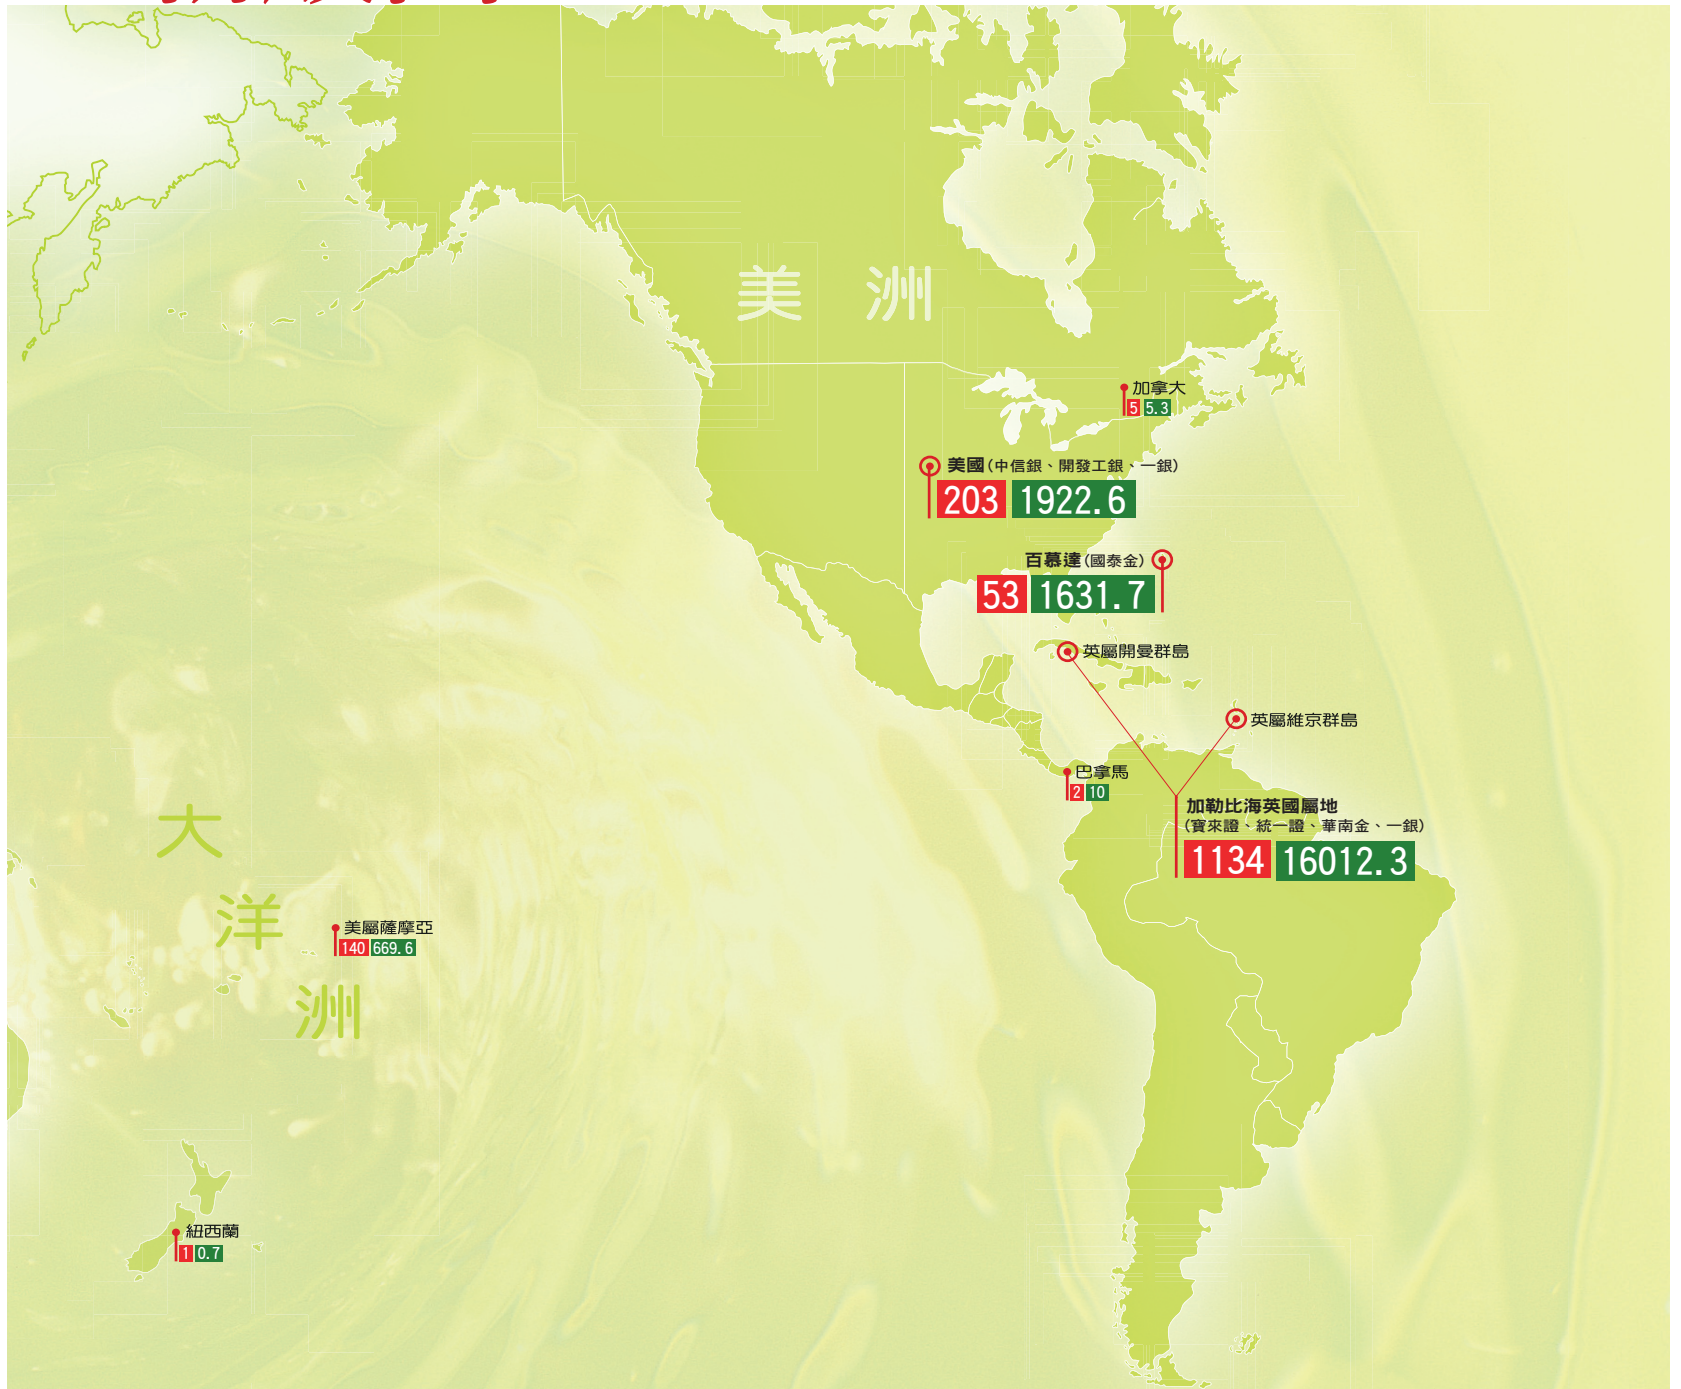 美洲
加拿大
5 5.3
美國(中信銀、開發工銀、一銀)
203 1922.6
百慕達(國泰金)
53 1631.7
英屬開曼群島
英屬維京群島
巴拿馬
2 10
加勒比海英國屬地
(寶來證、統一證、華南金、一銀)
1134 16012.3
大
洋
洲
美屬薩摩亞
140 669.6
紐西蘭
1 0.7